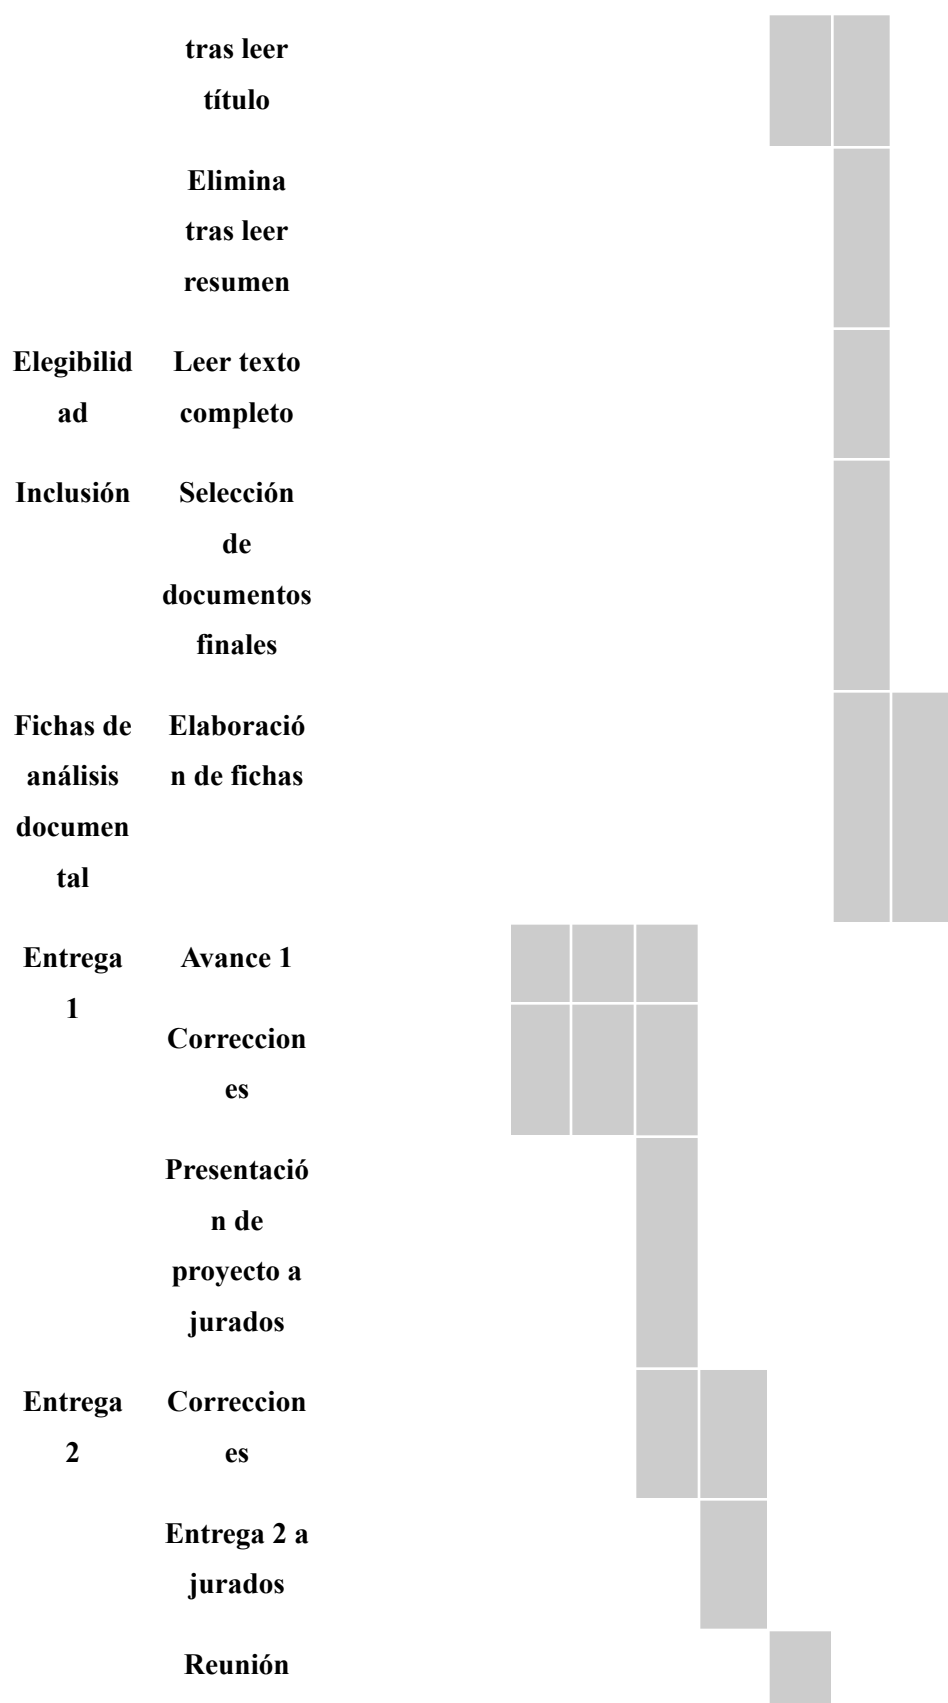 tras leer
título
Elimina
tras leer
resumen
Elegibilid
ad
Leer texto
completo
Inclusión
Selección
de
documentos
finales
Fichas de
análisis
documen
tal
Elaboració
n de fichas
Entrega
1
Avance 1
Correccion
es
Presentació
n de
proyecto a
jurados
Entrega
2
Correccion
es
Entrega 2 a
jurados
Reunión